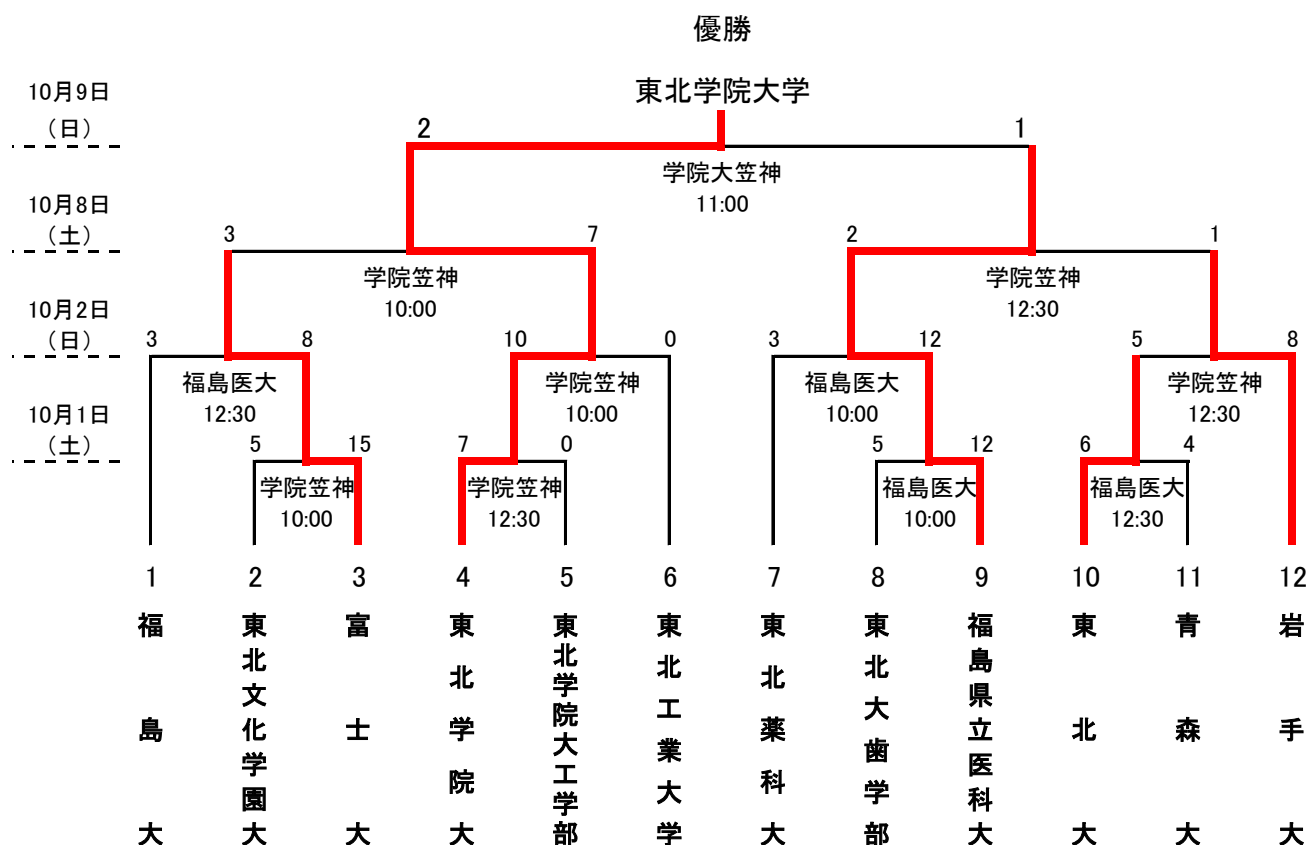 優勝
東北学院大学
10月9日
（日）
2
1
学院大笠神
11:00
10月8日
（土）
3
7
2
1
学院笠神
10:00
学院笠神
12:30
10月2日
（日）
3
8
10
0
3
12
5
8
福島医大
12:30
学院笠神
10:00
福島医大
10:00
学院笠神
12:30
10月1日
（土）
5
15
7
0
5
12
6
4
学院笠神
10:00
学院笠神
12:30
福島医大
10:00
福島医大
12:30
1
2
3
4
5
6
7
8
9
10
11
12
福島大
東北文化学園大
富士大
東北学院大
東北学院大工学部
東北工業大学
東北薬科大
東北大歯学部
福島県立医科大
東北大
青森大
岩手大